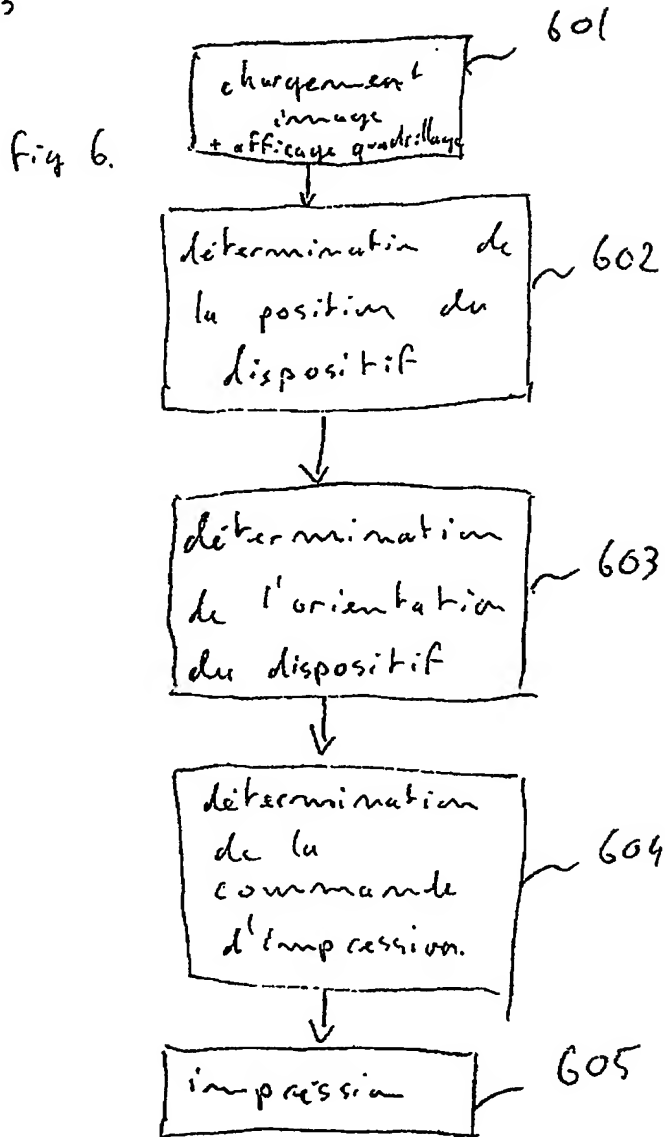 601
chargement
image
+ afficage quadrillage
Fig 6.
déterminatin de
la position du
dispositif
602
détermination
de l'orientation
du dispositif
603
détermination
de la
commande
d'impression.
604
impression
605